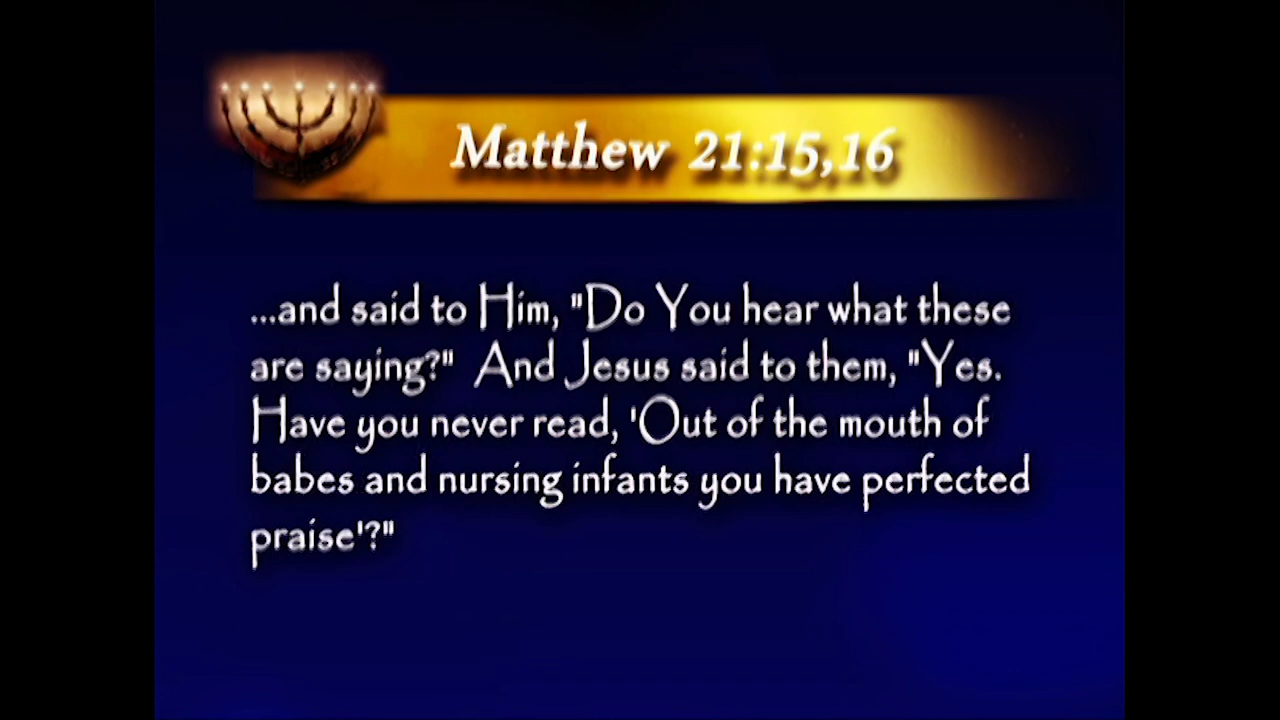 Matthew 21:15,16
...and said to Him, "Do You hear what these
are saying?"  And Jesus said to them, "Yes.
Have you never read, 'Out of the mouth of
babes and nursing infants you have perfected
praise'?"